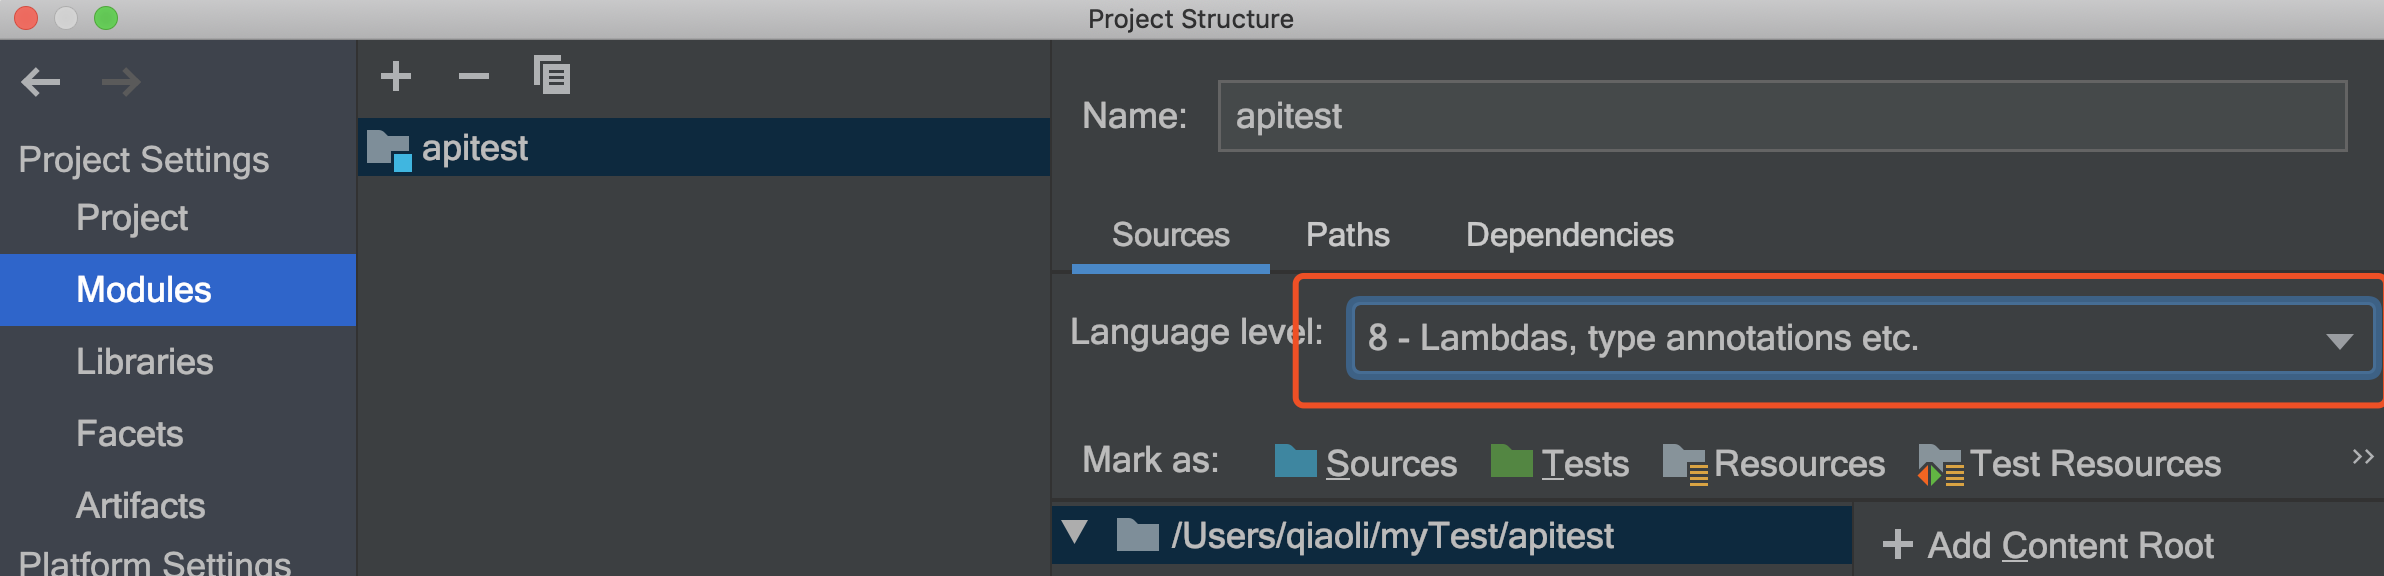 Project Structure
Project Settings
Project
Modules
Libraries
Facets
Artifacts
Platform Settings
apitest
Name: apitest
Sources Paths Dependencies
Language level: 8 - Lambdas, type annotations etc.
Mark as: Sources Tests Resources Test Resources »
/Users/qiaoli/myTest/apitest
Add Content Root